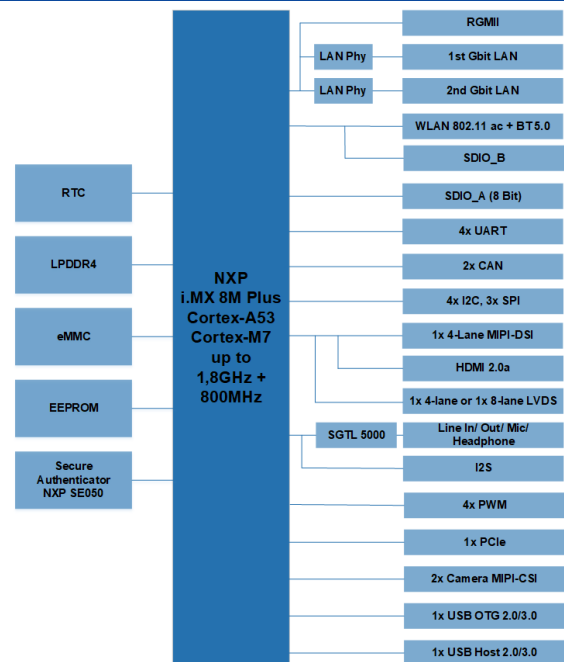 RTC
LPDDR4
eMMC
EEPROM
Secure
Authenticator
NXP SE050
NXP
i.MX 8M Plus
Cortex-A53
Cortex-M7
up to
1,8GHz +
800MHz
RGMII
LAN Phy
1st Gbit LAN
LAN Phy
2nd Gbit LAN
WLAN 802.11 ac + BT5.0
SDIO_B
SDIO_A (8 Bit)
4x UART
2x CAN
4x I2C, 3x SPI
1x 4-Lane MIPI-DSI
HDMI 2.0a
1x 4-lane or 1x 8-lane LVDS
SGTL 5000
Line In/ Out/ Mic/
Headphone
I2S
4x PWM
1x PCIe
2x Camera MIPI-CSI
1x USB OTG 2.0/3.0
1x USB Host 2.0/3.0